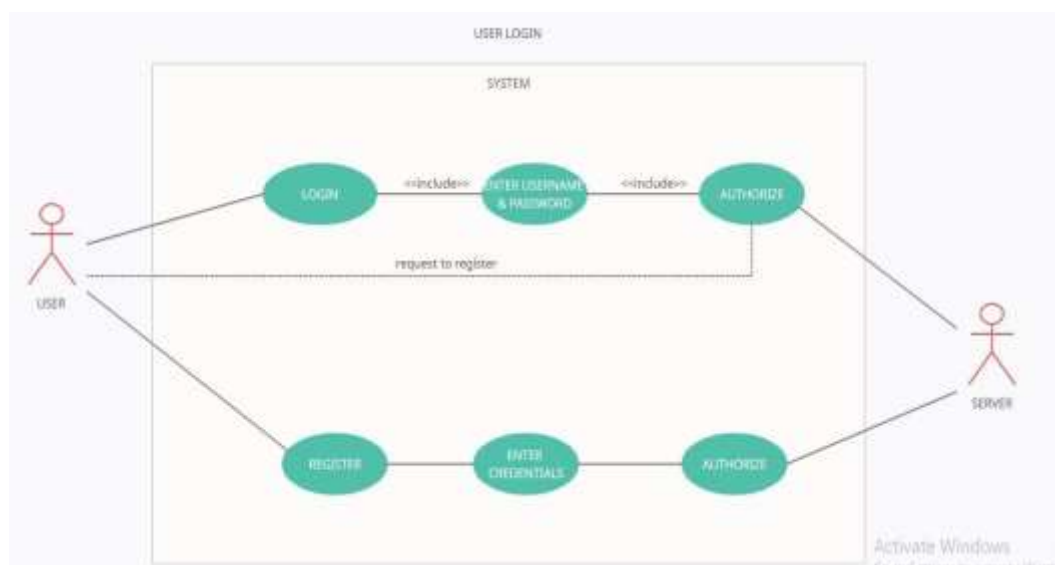 USER LOGIN
SYSTEM
LOGIN
<<include>>
ENTER USERNAME
& PASSWORD
<<include>>
AUTHORIZE
request to register
USER
SERVER
REGISTER
ENTER
CREDENTIALS
AUTHORIZE
Activate Windows